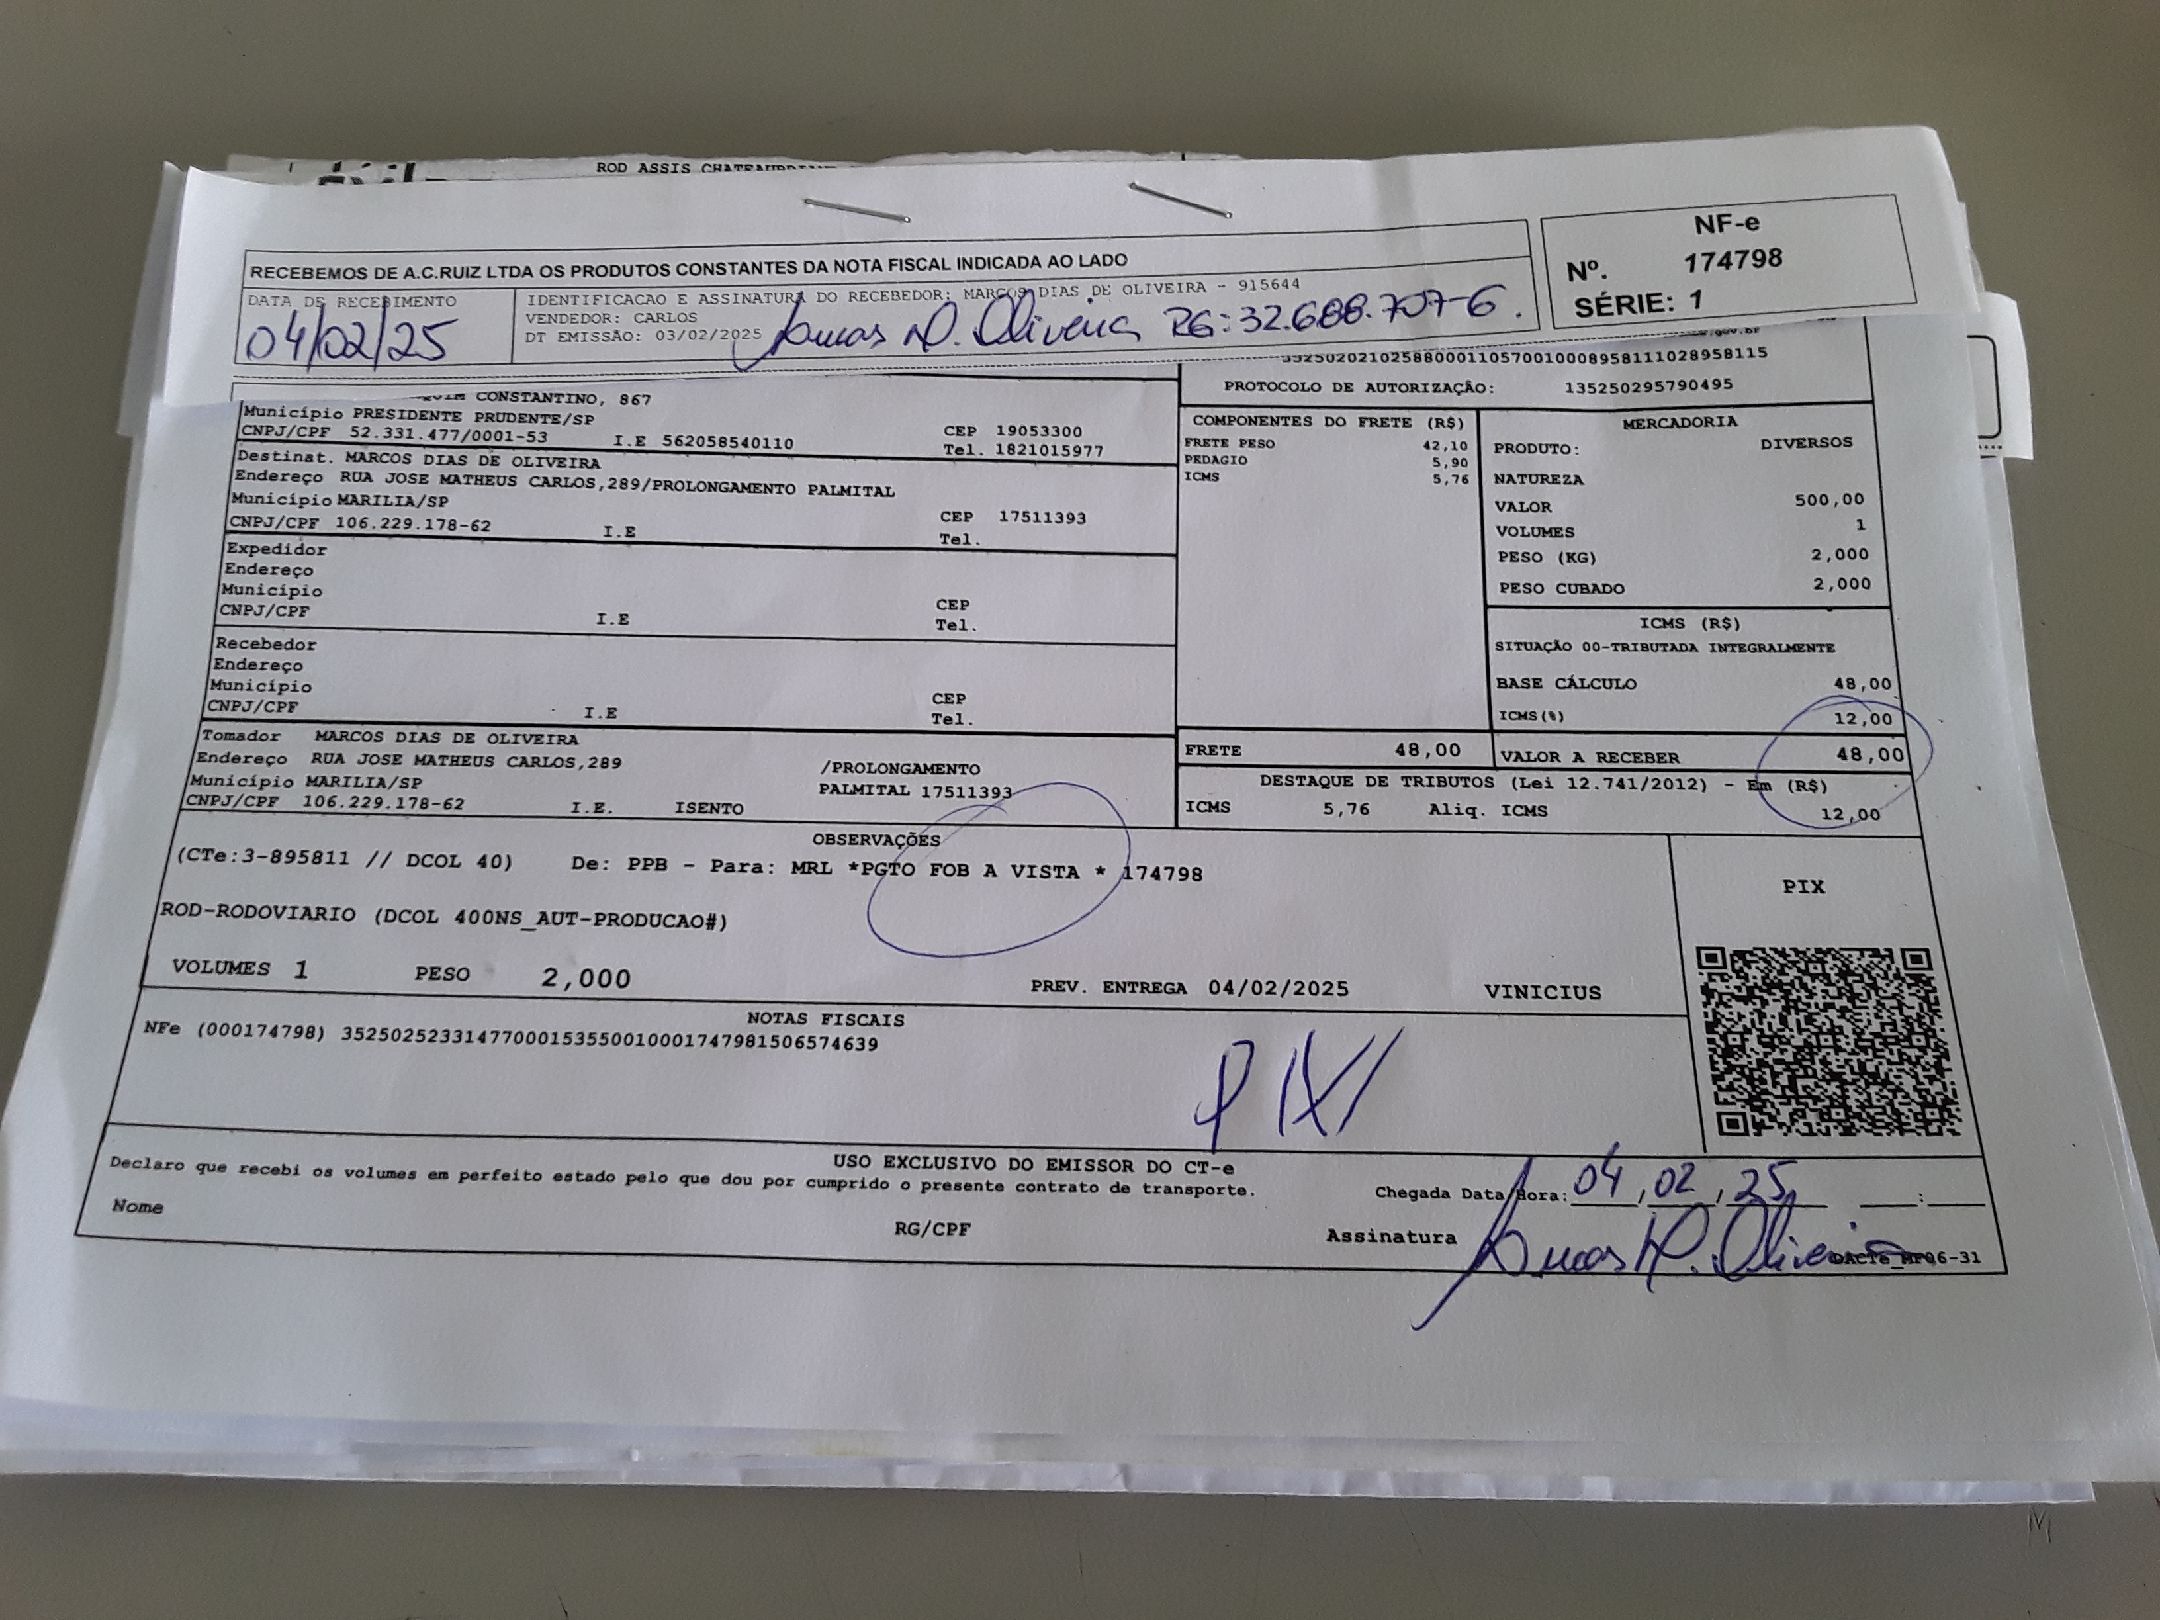 ROD ASSIS
RECEBEMOS DE A.C.RUIZ LTDA OS PRODUTOS CONSTANTES DA NOTA FISCAL INDICADA AO LADO
NF-e
Nº. 174798
SÉRIE: 1
DATA DE RECEBIMENTO
04/02/25
IDENTIFICACAO E ASSINATURA DO RECEBEDOR: MARCOS DIAS DE OLIVEIRA - 915644
VENDEDOR: CARLOS
DT EMISSÃO: 03/02/2025
D. Oliveira RG: 32.688.707-6.
PROTOCOLO DE AUTORIZAÇÃO: 135250295790495
CONSTANTINO, 867
Município PRESIDENTE PRUDENTE/SP
CNPJ/CPF 52.331.477/0001-53 I.E 562058540110
CEP 19053300
Tel. 1821015977
Destinat. MARCOS DIAS DE OLIVEIRA
Endereço RUA JOSE MATHEUS CARLOS,289/PROLONGAMENTO PALMITAL
Município MARILIA/SP
CNPJ/CPF 106.229.178-62 I.E
CEP 17511393
Tel.
Expedidor
Endereço
Município
CNPJ/CPF I.E
CEP
Tel.
Recebedor
Endereço
Município
CNPJ/CPF I.E
CEP
Tel.
Tomador MARCOS DIAS DE OLIVEIRA
Endereço RUA JOSE MATHEUS CARLOS,289 /PROLONGAMENTO
Município MARILIA/SP PALMITAL 17511393
CNPJ/CPF 106.229.178-62 I.E. ISENTO
COMPONENTES DO FRETE (R$)
FRETE PESO 42,10
PEDAGIO 5,90
ICMS 5,76
MERCADORIA
PRODUTO: DIVERSOS
NATUREZA
VALOR 500,00
VOLUMES 1
PESO (KG) 2,000
PESO CUBADO 2,000
ICMS (R$)
SITUAÇÃO 00-TRIBUTADA INTEGRALMENTE
BASE CÁLCULO 48,00
ICMS(%) 12,00
FRETE 48,00
VALOR A RECEBER 48,00
DESTAQUE DE TRIBUTOS (Lei 12.741/2012) - Em (R$)
ICMS 5,76 Aliq. ICMS 12,00
OBSERVAÇÕES
(CTe:3-895811 // DCOL 40) De: PPB - Para: MRL *PGTO FOB A VISTA * 174798
ROD-RODOVIARIO (DCOL 400NS_AUT-PRODUCAO#)
PIX
VOLUMES 1 PESO 2,000
PREV. ENTREGA 04/02/2025 VINICIUS
NOTAS FISCAIS
NFe (000174798) 35250252331477000153550010001747981506574639
PIX
USO EXCLUSIVO DO EMISSOR DO CT-e
Declaro que recebi os volumes em perfeito estado pelo que dou por cumprido o presente contrato de transporte.
Chegada Data/Hora: 04,02,25 :
Nome
RG/CPF
Assinatura
D. Oliveira